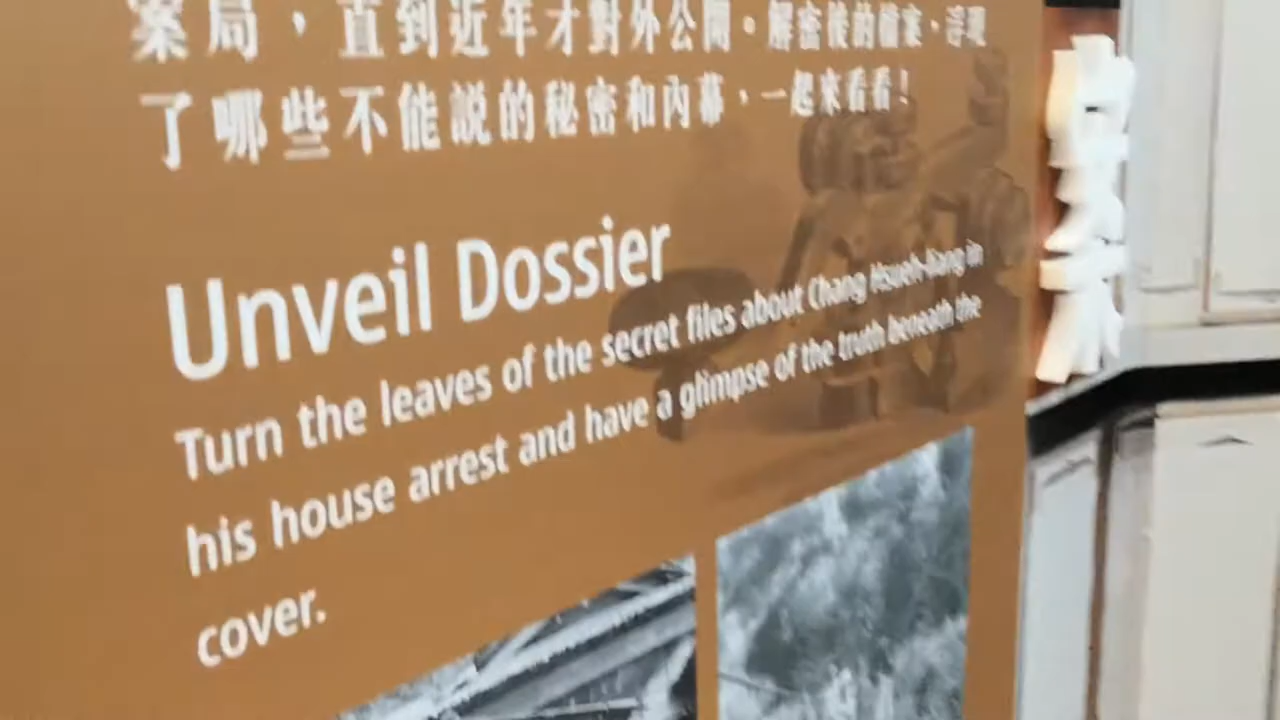 案局，直到近年才對外公開。解密後的檔案，浮現
了哪些不能說的秘密和內幕，一起來看看！
Unveil Dossier
Turn the leaves of the secret files about Chang Hsueh-liang in
his house arrest and have a glimpse of the truth beneath the
cover.